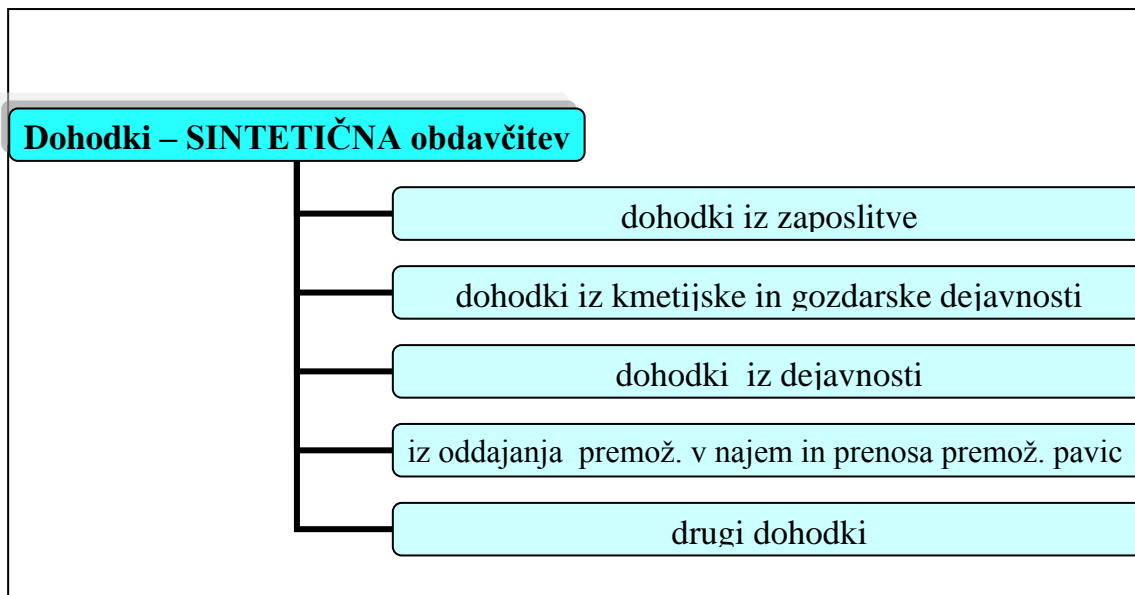 Dohodki – SINTETIČNA obdavčitev
dohodki iz zaposlitve
dohodki iz kmetijske in gozdarske dejavnosti
dohodki iz dejavnosti
iz oddajanja premož. v najem in prenosa premož. pavic
drugi dohodki